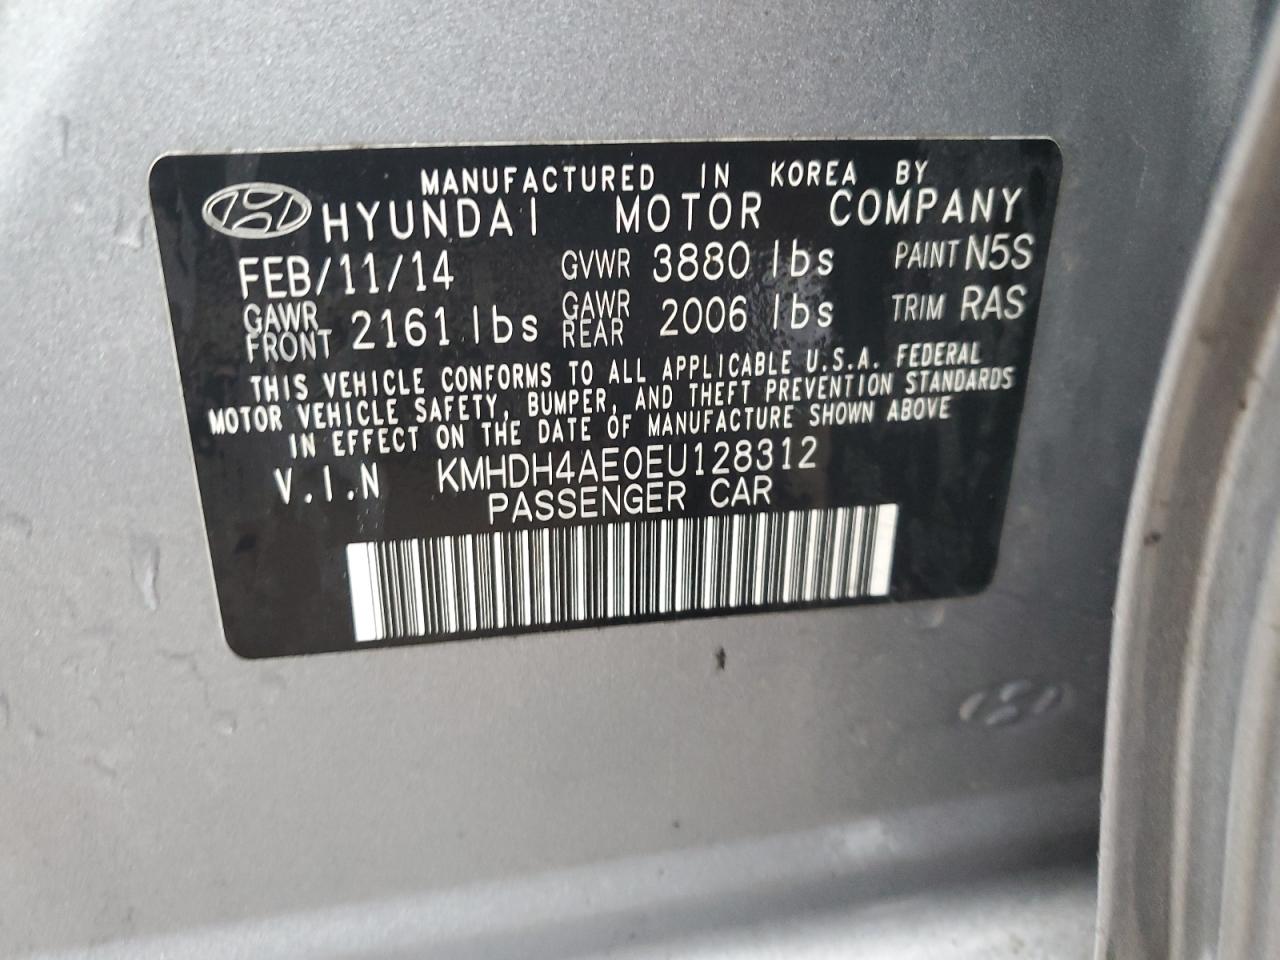 MANUFACTURED IN KOREA BY
HYUNDAI MOTOR COMPANY
FEB/11/14 GVWR 3880 lbs PAINT N5S
GAWR FRONT 2161 lbs GAWR REAR 2006 lbs TRIM RAS
THIS VEHICLE CONFORMS TO ALL APPLICABLE U.S.A. FEDERAL
MOTOR VEHICLE SAFETY, BUMPER, AND THEFT PREVENTION STANDARDS
IN EFFECT ON THE DATE OF MANUFACTURE SHOWN ABOVE
V.I.N KMHDH4AE0EU128312
PASSENGER CAR